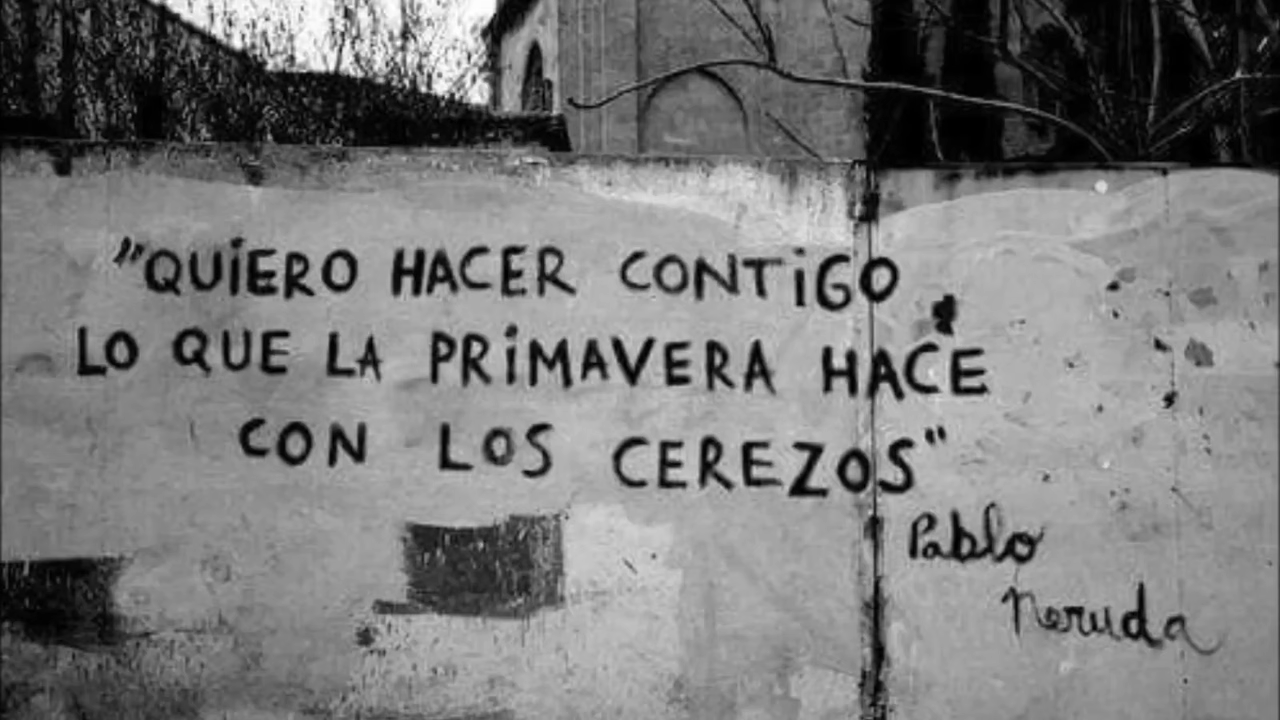 "QUiERO HACER CONTiGO
LO QUE LA PRiMAVERA HACE
CON LOS CEREZOS"
Pablo
Neruda